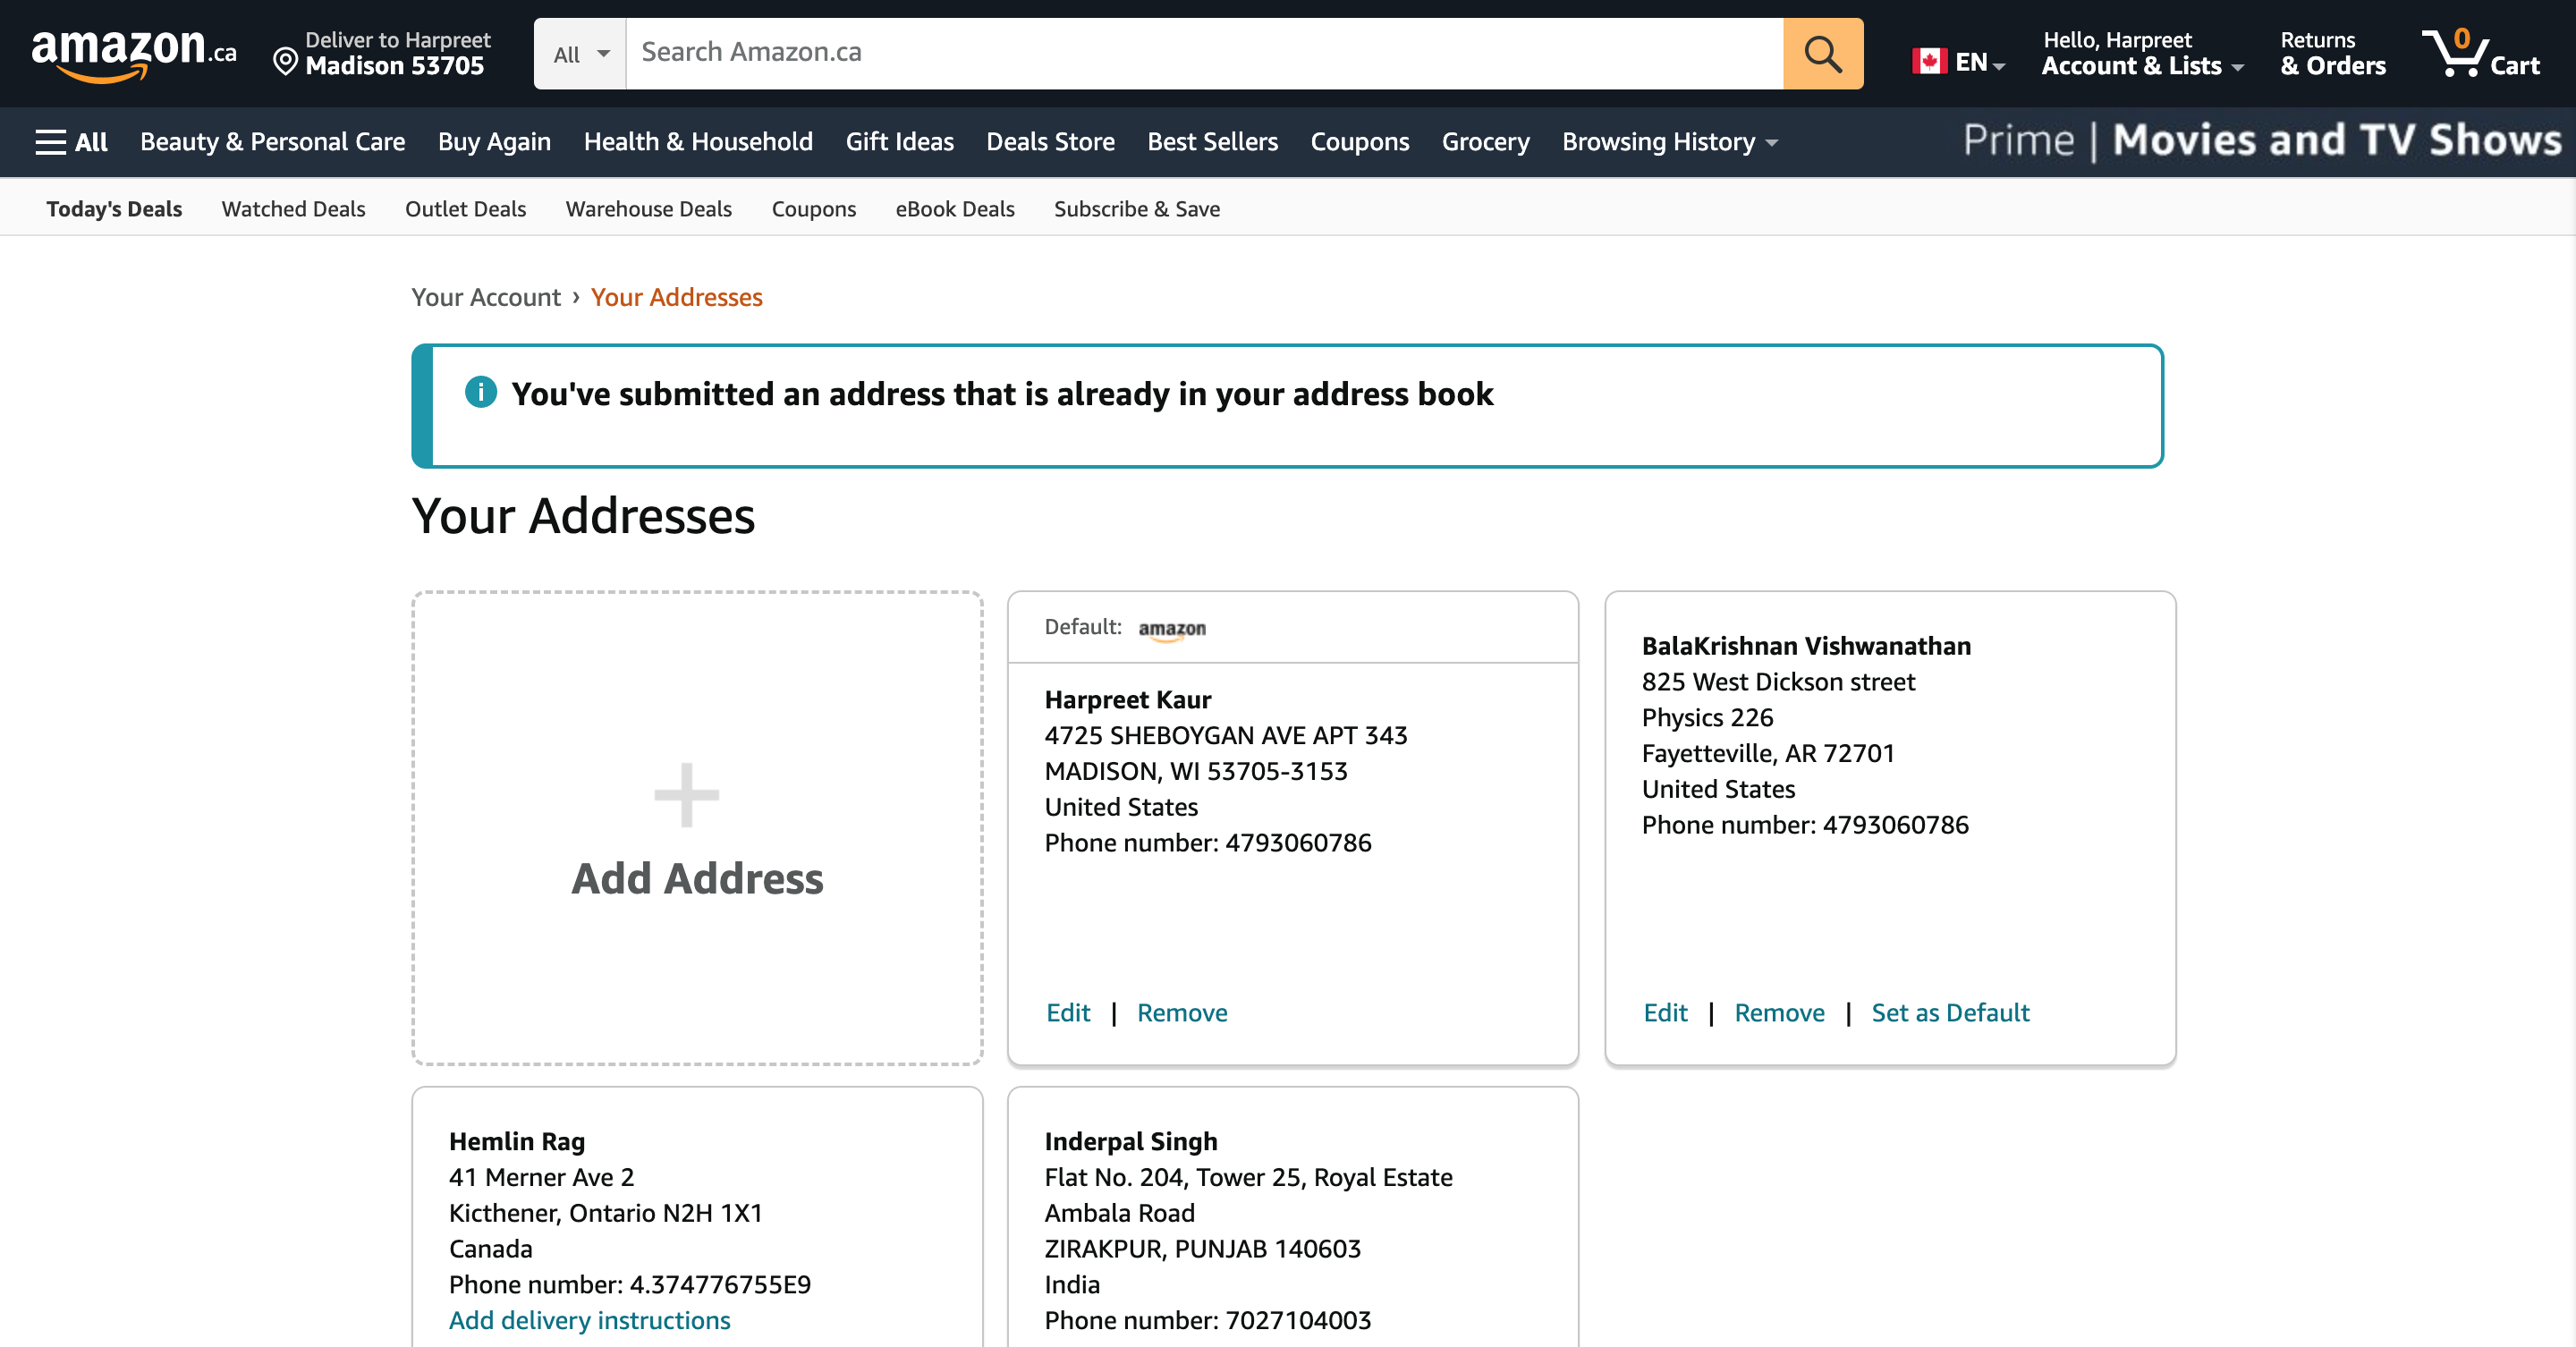 amazon.ca
Deliver to Harpreet
Madison 53705
All
Search Amazon.ca
EN
Hello, Harpreet
Account & Lists
Returns
& Orders
0
Cart
All
Beauty & Personal Care
Buy Again
Health & Household
Gift Ideas
Deals Store
Best Sellers
Coupons
Grocery
Browsing History
Prime | Movies and TV Shows
Today's Deals
Watched Deals
Outlet Deals
Warehouse Deals
Coupons
eBook Deals
Subscribe & Save
Your Account › Your Addresses
You've submitted an address that is already in your address book
Your Addresses
Add Address
Default: amazon
Harpreet Kaur
4725 SHEBOYGAN AVE APT 343
MADISON, WI 53705-3153
United States
Phone number: 4793060786
Edit | Remove
BalaKrishnan Vishwanathan
825 West Dickson street
Physics 226
Fayetteville, AR 72701
United States
Phone number: 4793060786
Edit | Remove | Set as Default
Hemlin Rag
41 Merner Ave 2
Kicthener, Ontario N2H 1X1
Canada
Phone number: 4.374776755E9
Add delivery instructions
Inderpal Singh
Flat No. 204, Tower 25, Royal Estate
Ambala Road
ZIRAKPUR, PUNJAB 140603
India
Phone number: 7027104003